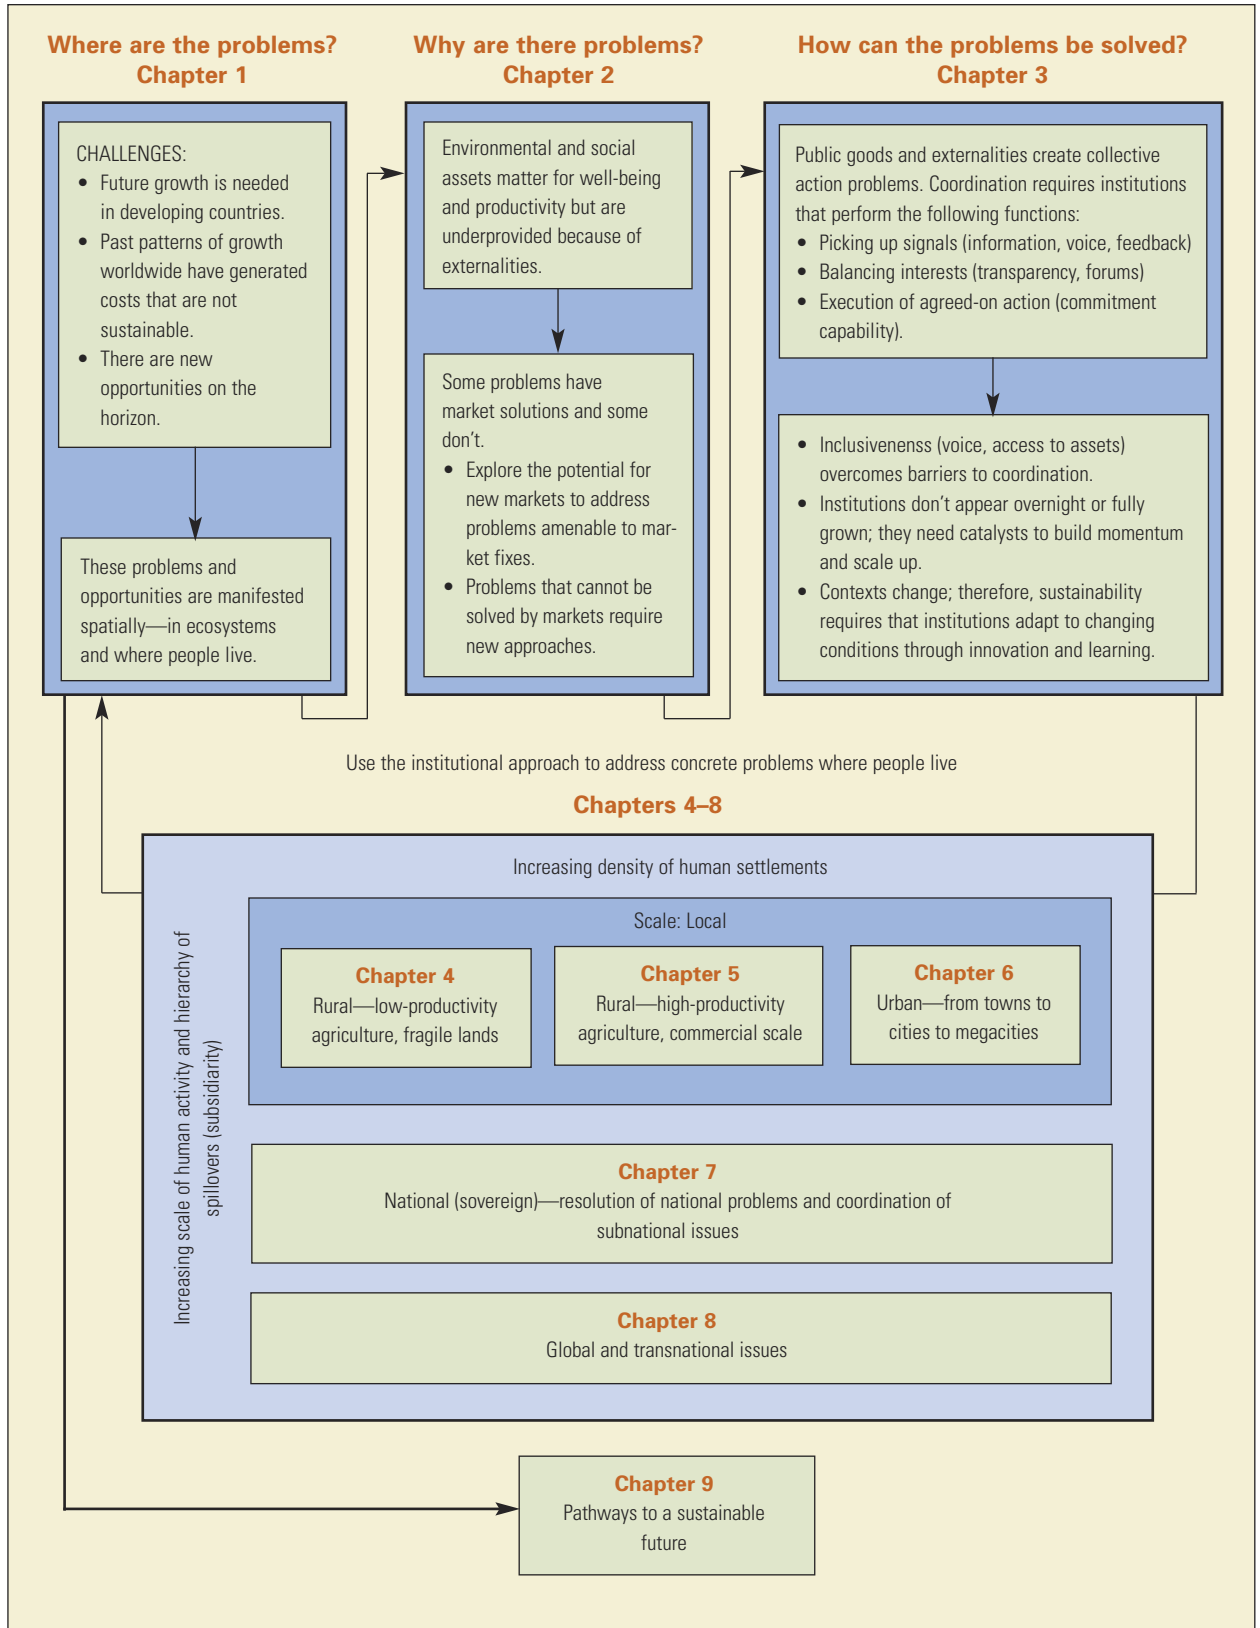 Where are the problems?
Chapter 1
CHALLENGES:
• Future growth is needed
in developing countries.
• Past patterns of growth
worldwide have generated
costs that are not
sustainable.
• There are new
opportunities on the
horizon.
These problems and
opportunities are manifested
spatially—in ecosystems
and where people live.
Why are there problems?
Chapter 2
Environmental and social
assets matter for well-being
and productivity but are
underprovided because of
externalities.
Some problems have
market solutions and some
don't.
• Explore the potential for
new markets to address
problems amenable to mar-
ket fixes.
• Problems that cannot be
solved by markets require
new approaches.
How can the problems be solved?
Chapter 3
Public goods and externalities create collective
action problems. Coordination requires institutions
that perform the following functions:
• Picking up signals (information, voice, feedback)
• Balancing interests (transparency, forums)
• Execution of agreed-on action (commitment
capability).
• Inclusivenenss (voice, access to assets)
overcomes barriers to coordination.
• Institutions don't appear overnight or fully
grown; they need catalysts to build momentum
and scale up.
• Contexts change; therefore, sustainability
requires that institutions adapt to changing
conditions through innovation and learning.
Use the institutional approach to address concrete problems where people live
Chapters 4–8
Increasing density of human settlements
Increasing scale of human activity and hierarchy of
spillovers (subsidiarity)
Scale: Local
Chapter 4
Rural—low-productivity
agriculture, fragile lands
Chapter 5
Rural—high-productivity
agriculture, commercial scale
Chapter 6
Urban—from towns to
cities to megacities
Chapter 7
National (sovereign)—resolution of national problems and coordination of
subnational issues
Chapter 8
Global and transnational issues
Chapter 9
Pathways to a sustainable
future